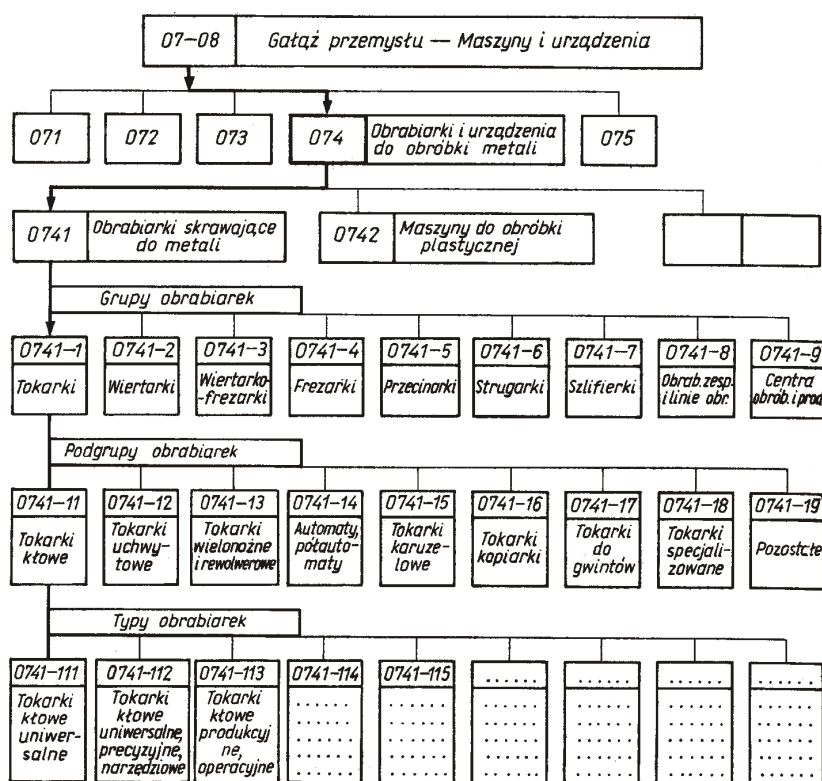 07–08 Gałąź przemysłu — Maszyny i urządzenia
071
072
073
074
Obrabiarki i urządzenia
do obróbki metali
075
0741
Obrabiarki skrawające
do metali
0742
Maszyny do obróbki
plastycznej
Grupy obrabiarek
0741–1
Tokarki
0741–2
Wiertarki
0741–3
Wiertarko-
-frezarki
0741–4
Frezarki
0741–5
Przecinarki
0741–6
Strugarki
0741–7
Szlifierki
0741–8
Obrab. zesp.
i linie obr.
0741–9
Centra
obrób. i prod.
Podgrupy obrabiarek
0741–11
Tokarki
kłowe
0741–12
Tokarki
uchwy-
towe
0741–13
Tokarki
wielonożne
i rewolwerowe
0741–14
Automaty,
półauto-
maty
0741–15
Tokarki
karuze-
lowe
0741–16
Tokarki
kopiarki
0741–17
Tokarki
do
gwintów
0741–18
Tokarki
specjali-
zowane
0741–19
Pozostałe
Typy obrabiarek
0741–111
Tokarki
kłowe
uniwer-
salne
0741–112
Tokarki
kłowe
uniwersalne,
precyzyjne,
narzędziowe
0741–113
Tokarki
kłowe
produkcyj
ne,
operacyjne
0741–114
0741–115